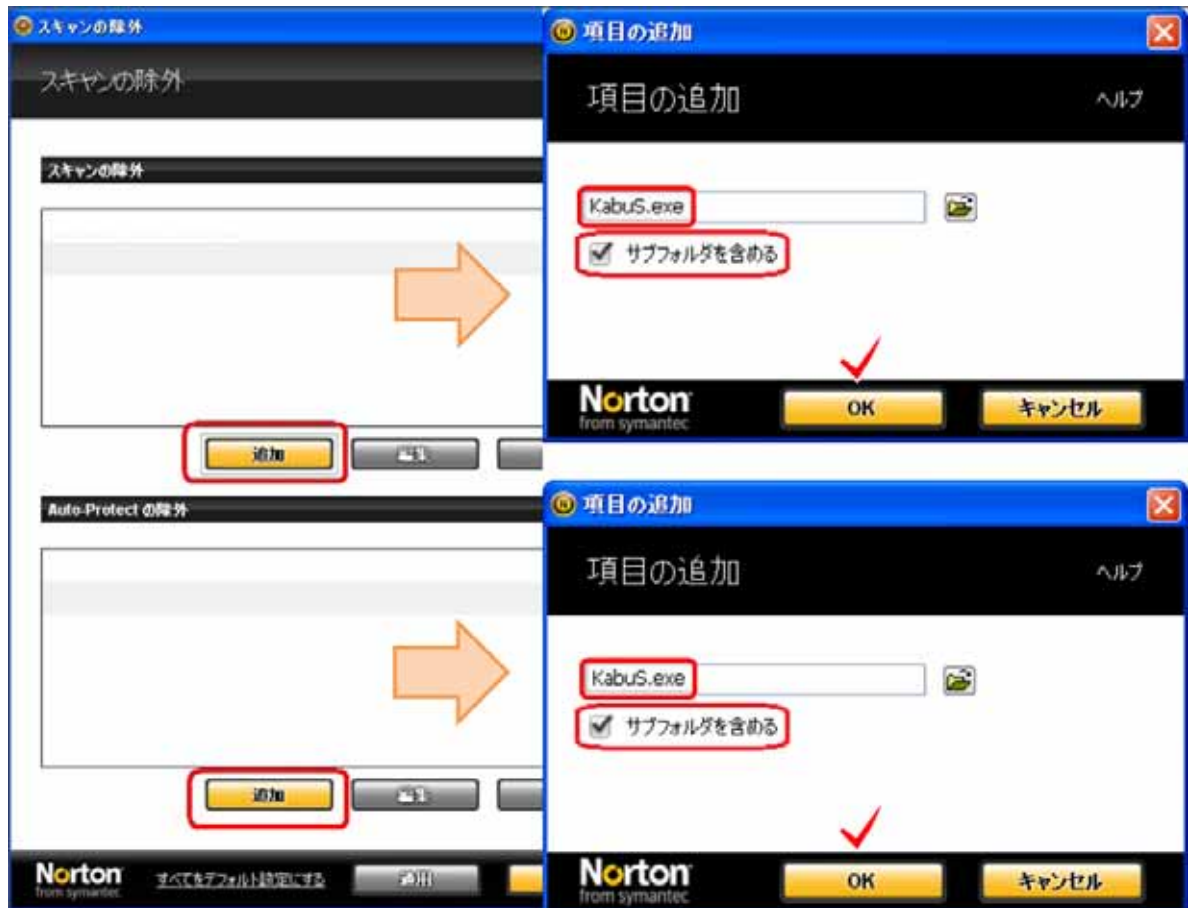 スキャンの除外
スキャンの除外
スキャンの除外
追加
Auto-Protect の除外
追加
Norton
from symantec
すべてをデフォルト設定にする
適用
項目の追加
項目の追加
ヘルプ
KabuS.exe
サブフォルダを含める
Norton
from symantec
OK
キャンセル
項目の追加
項目の追加
ヘルプ
KabuS.exe
サブフォルダを含める
Norton
from symantec
OK
キャンセル